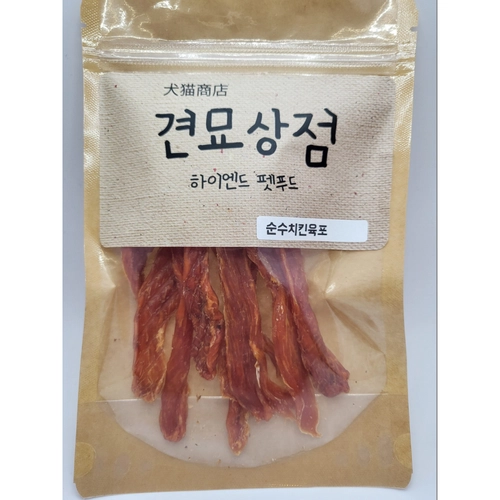 犬猫商店
견묘상점
하이엔드 펫푸드
순수치킨육포